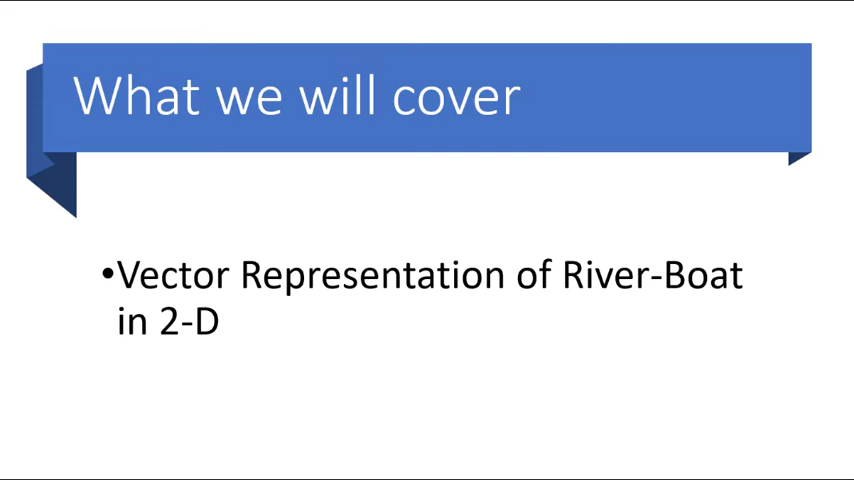 What we will cover
•Vector Representation of River-Boat
in 2-D